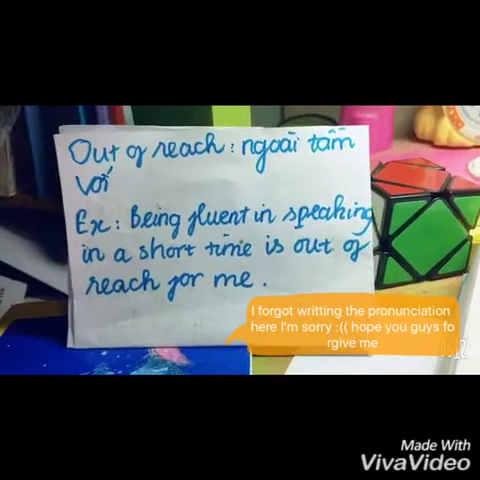 Out of reach: ngoài tầm
với
Ex: Being fluent in speaking
in a short time is out of
reach for me.
I forgot writting the pronunciation
here I'm sorry :(( hope you guys fo
rgive me
Made With
VivaVideo